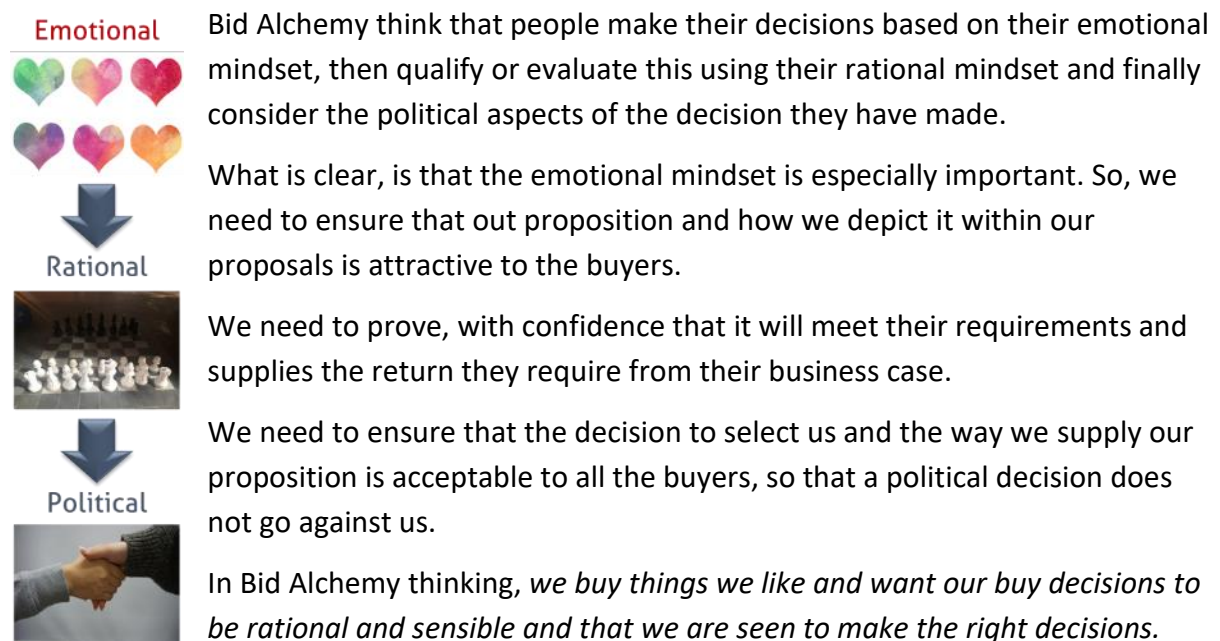 Emotional
Rational
Political
Bid Alchemy think that people make their decisions based on their emotional
mindset, then qualify or evaluate this using their rational mindset and finally
consider the political aspects of the decision they have made.
What is clear, is that the emotional mindset is especially important. So, we
need to ensure that out proposition and how we depict it within our
proposals is attractive to the buyers.
We need to prove, with confidence that it will meet their requirements and
supplies the return they require from their business case.
We need to ensure that the decision to select us and the way we supply our
proposition is acceptable to all the buyers, so that a political decision does
not go against us.
In Bid Alchemy thinking, we buy things we like and want our buy decisions to
be rational and sensible and that we are seen to make the right decisions.